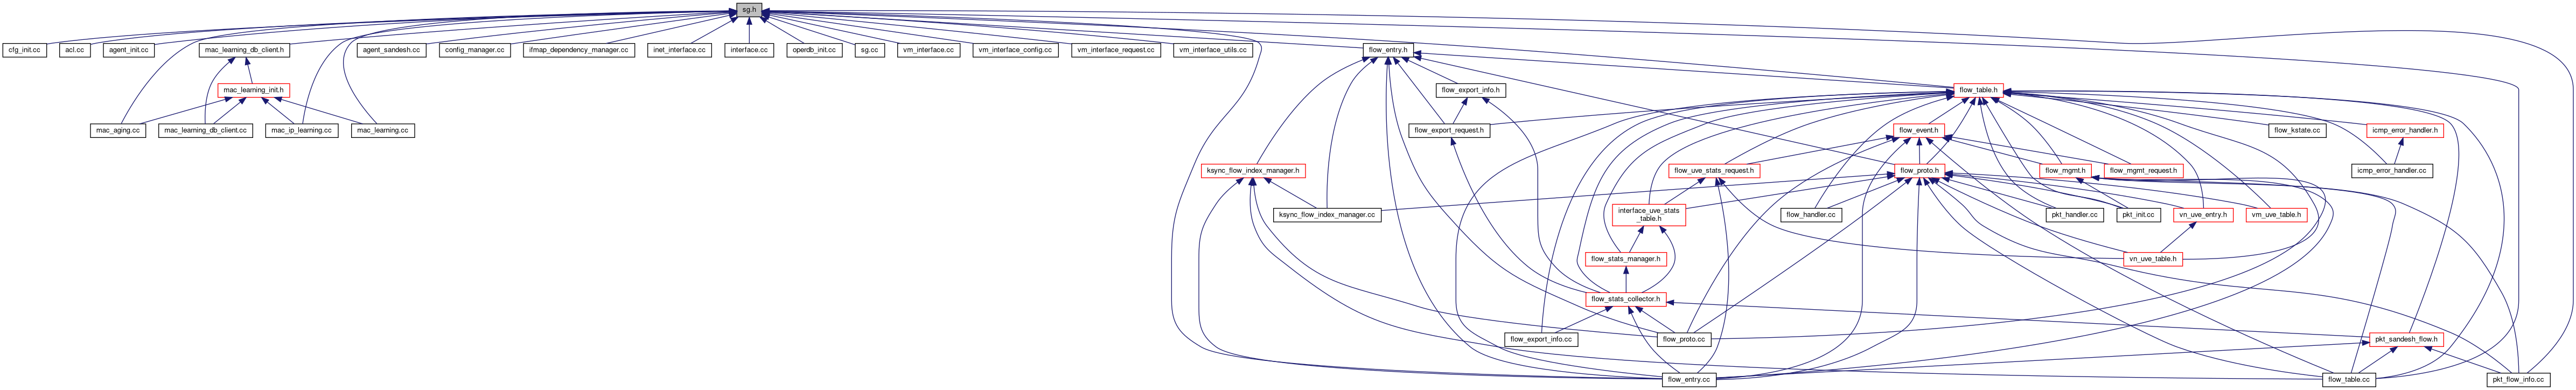 sg.h
cfg_init.cc
acl.cc
agent_init.cc
mac_learning_db_client.h
agent_sandesh.cc
config_manager.cc
ifmap_dependency_manager.cc
inet_interface.cc
interface.cc
operdb_init.cc
sg.cc
vm_interface.cc
vm_interface_config.cc
vm_interface_request.cc
vm_interface_utils.cc
flow_entry.h
mac_learning_init.h
flow_export_info.h
flow_table.h
mac_aging.cc
mac_learning_db_client.cc
mac_ip_learning.cc
mac_learning.cc
flow_export_request.h
flow_event.h
flow_kstate.cc
icmp_error_handler.h
ksync_flow_index_manager.h
flow_uve_stats_request.h
flow_proto.h
flow_mgmt.h
flow_mgmt_request.h
icmp_error_handler.cc
ksync_flow_index_manager.cc
interface_uve_stats
_table.h
flow_handler.cc
pkt_handler.cc
pkt_init.cc
vn_uve_entry.h
vm_uve_table.h
flow_stats_manager.h
vn_uve_table.h
flow_stats_collector.h
flow_export_info.cc
flow_proto.cc
pkt_sandesh_flow.h
flow_entry.cc
flow_table.cc
pkt_flow_info.cc